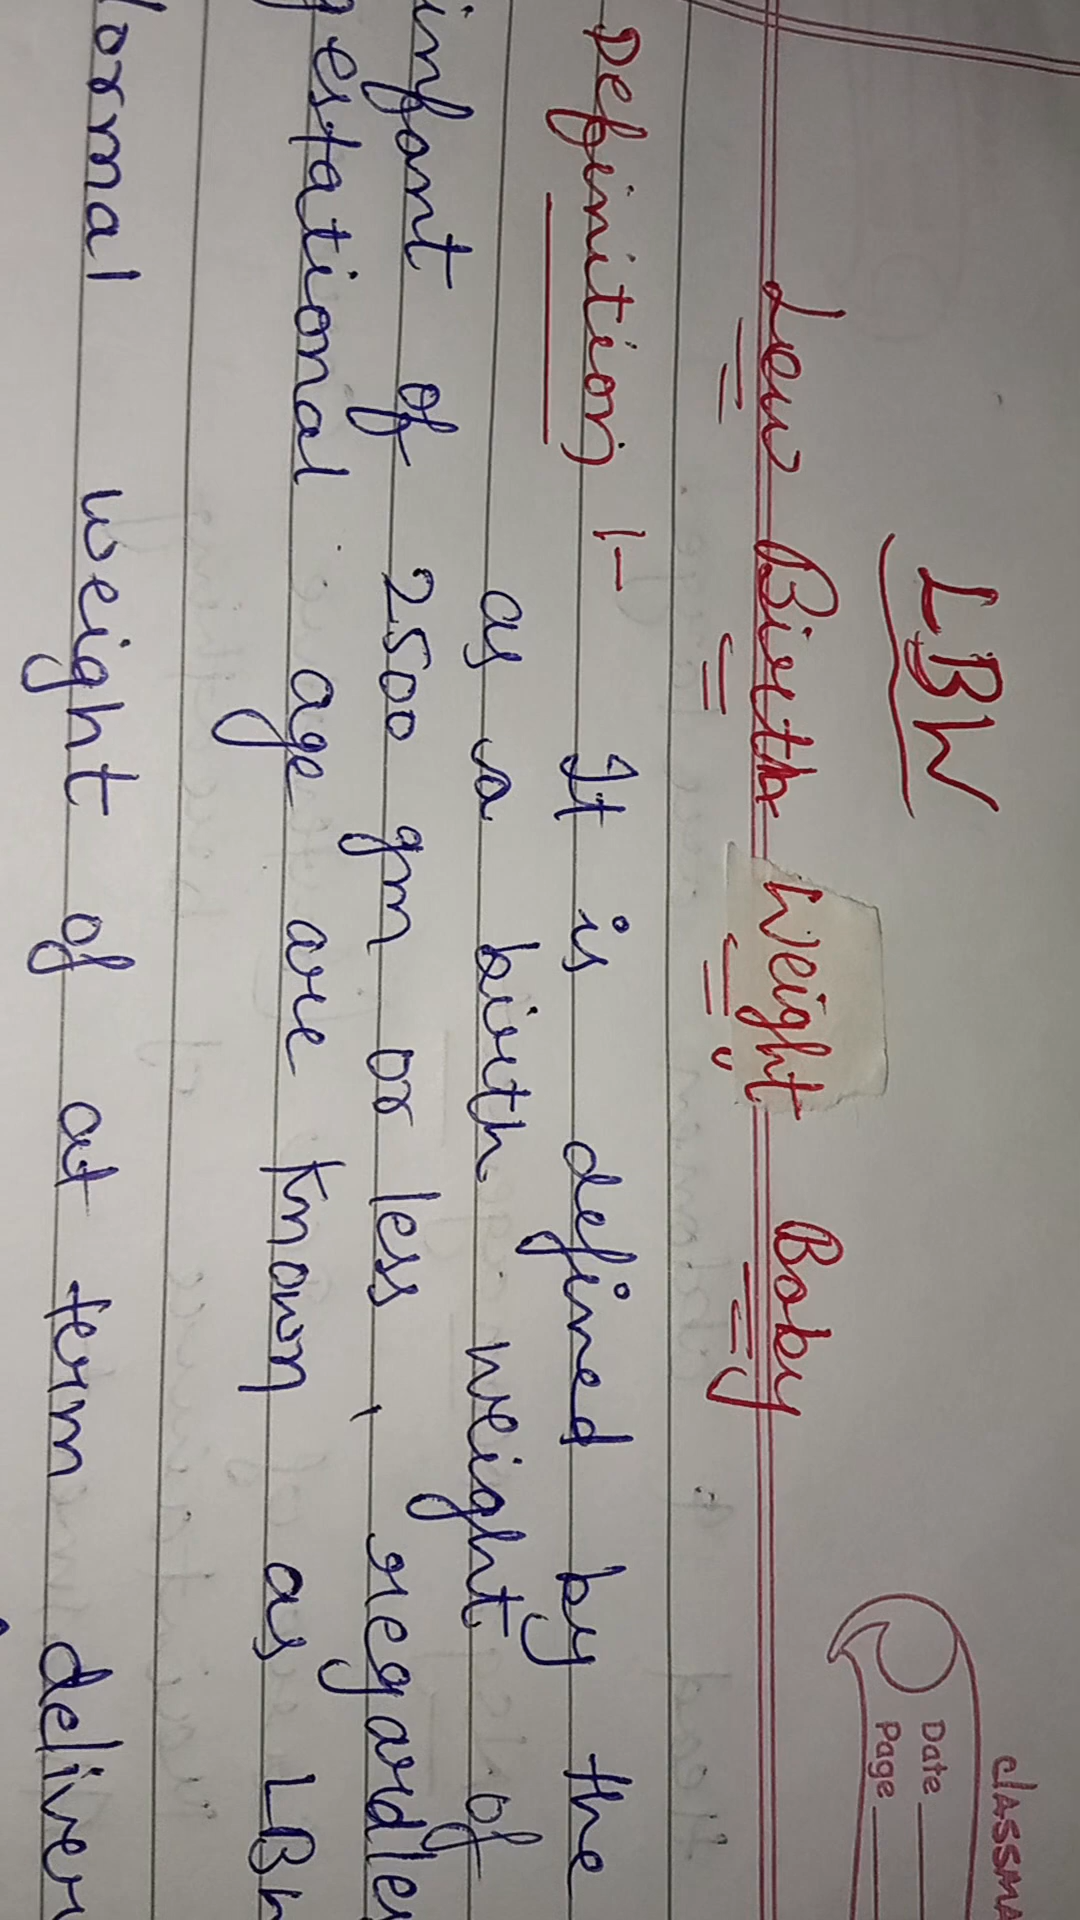 CLASSMA
Date
Page
LBW
Low Birth Weight Baby
Definition :-
It is defined by the
as a birth weight of
infant of 2500 gm or less, regardles
gestational age are known as LBW
Normal weight of at term deliver